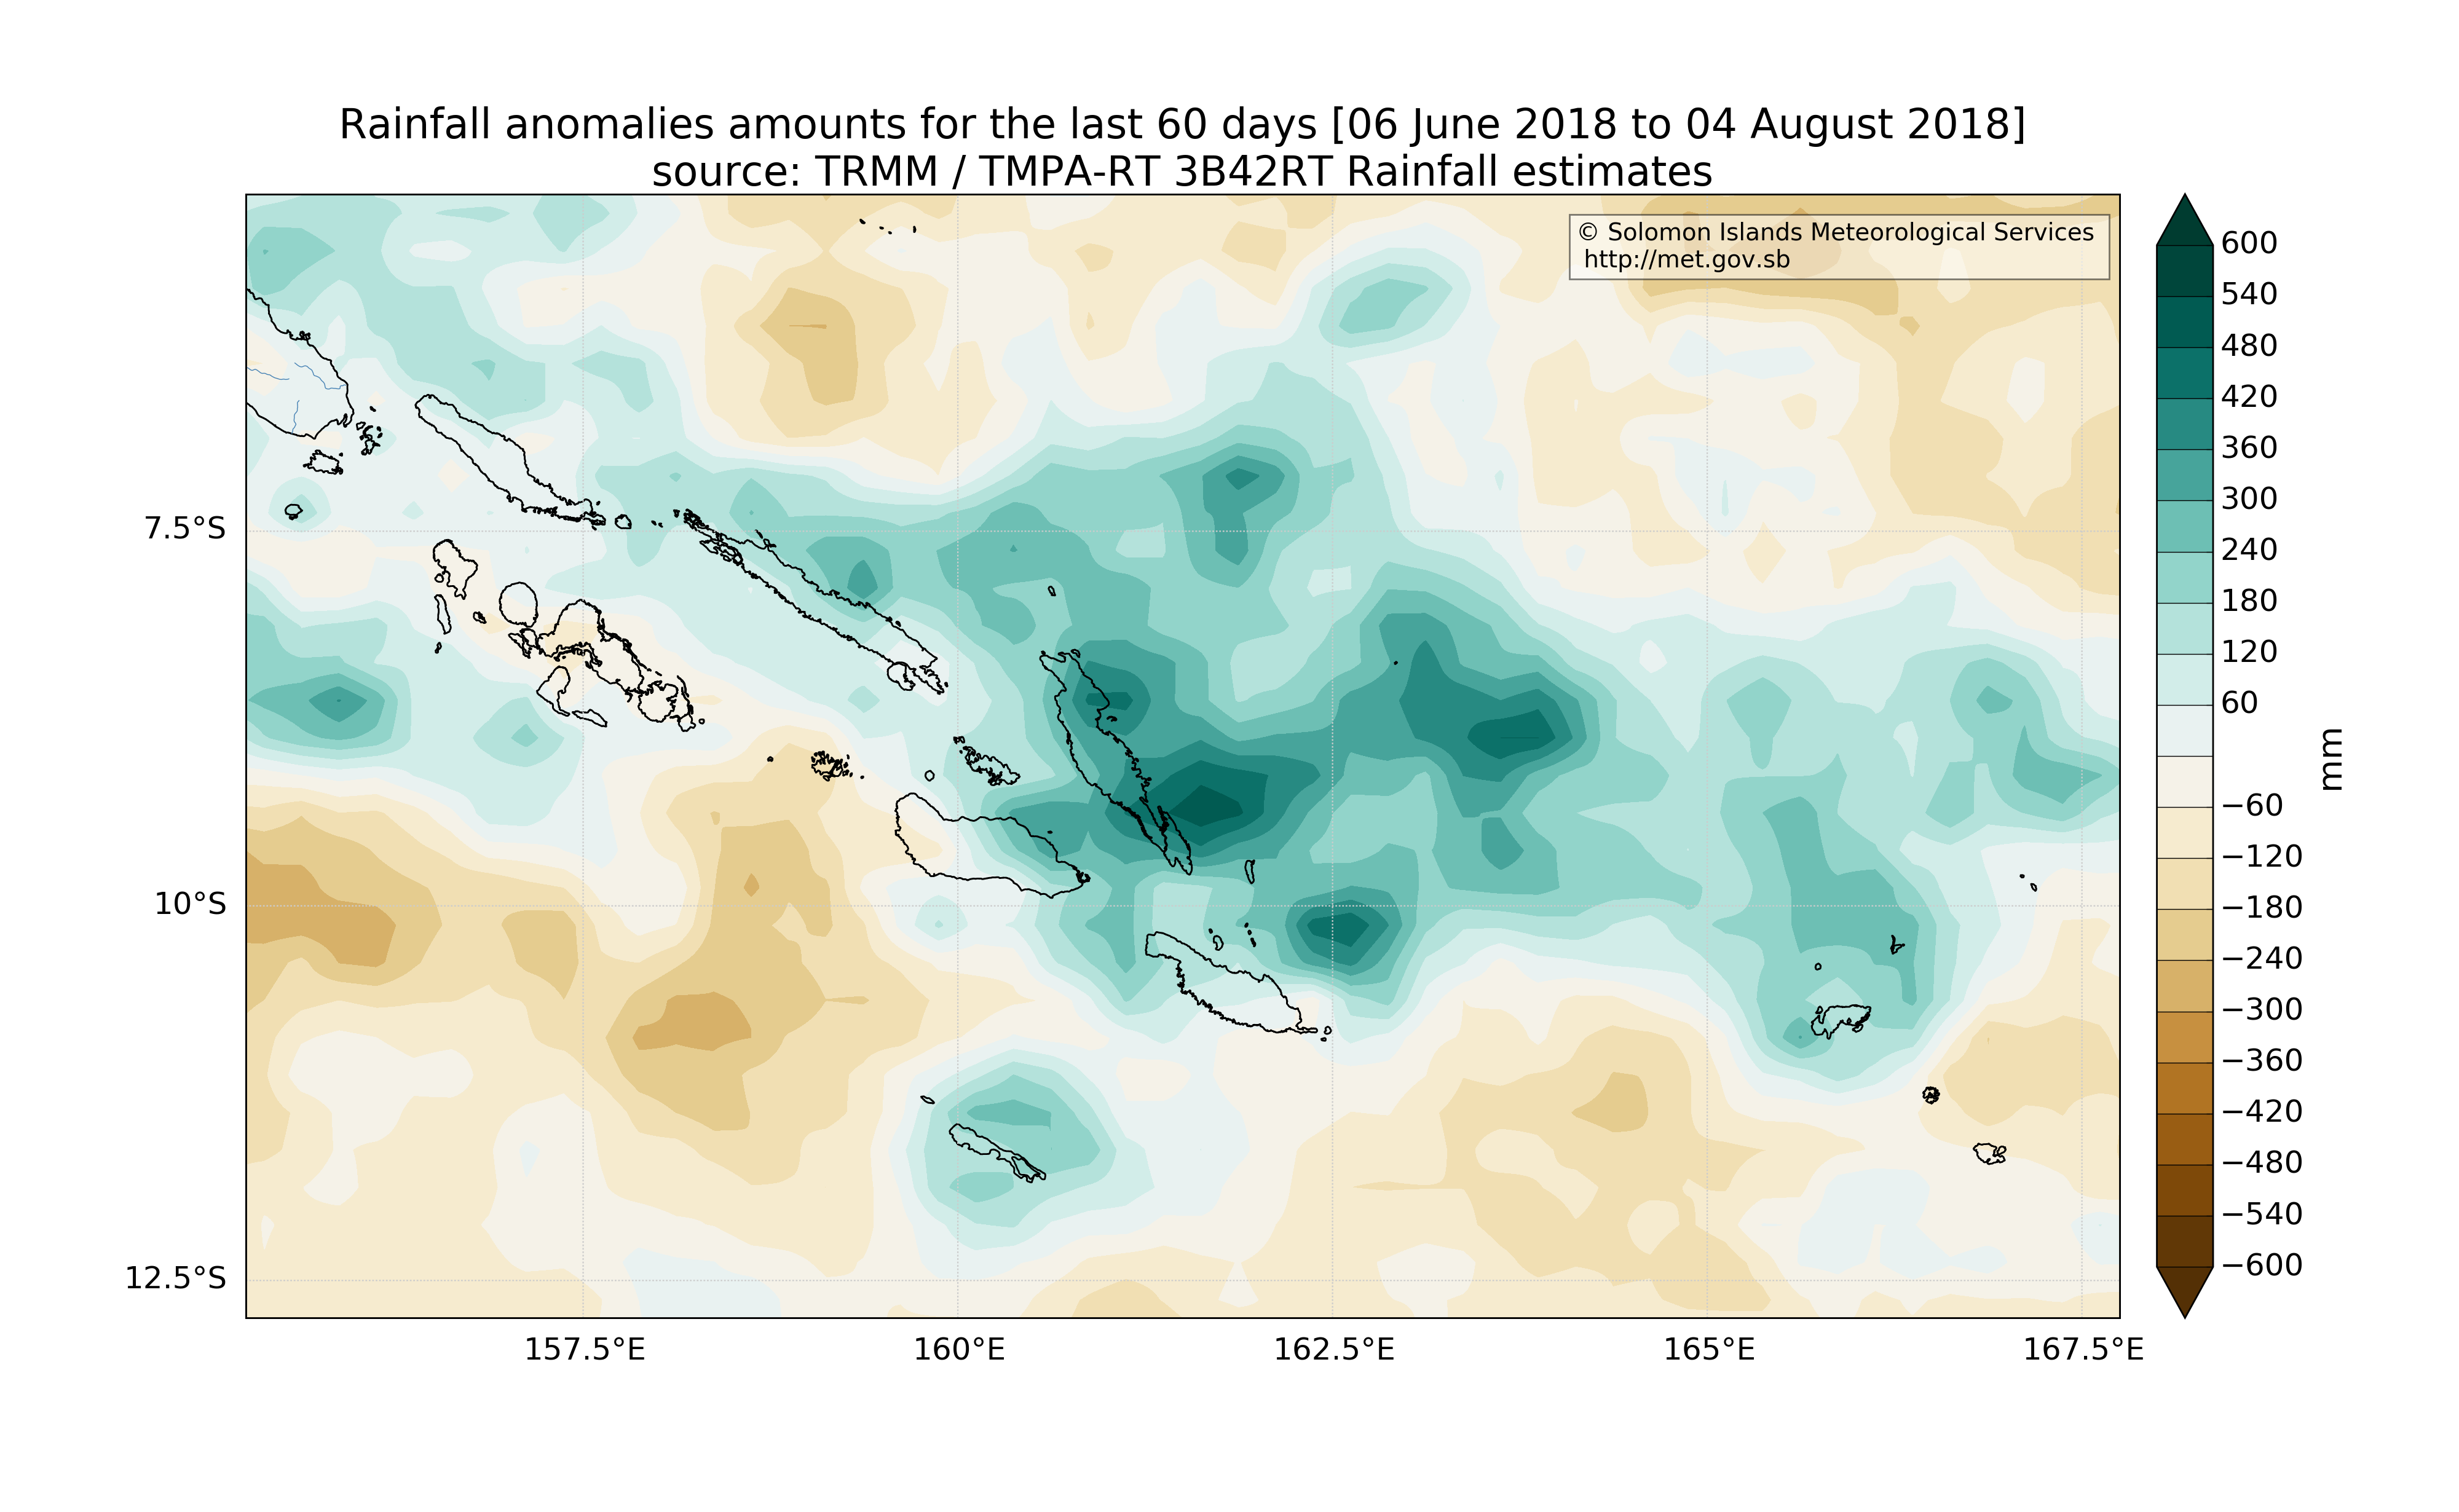 Rainfall anomalies amounts for the last 60 days [06 June 2018 to 04 August 2018]
source: TRMM / TMPA-RT 3B42RT Rainfall estimates
© Solomon Islands Meteorological Services
http://met.gov.sb
7.5°S
10°S
12.5°S
157.5°E
160°E
162.5°E
165°E
167.5°E
600
540
480
420
360
300
240
180
120
60
−60
−120
−180
−240
−300
−360
−420
−480
−540
−600
mm